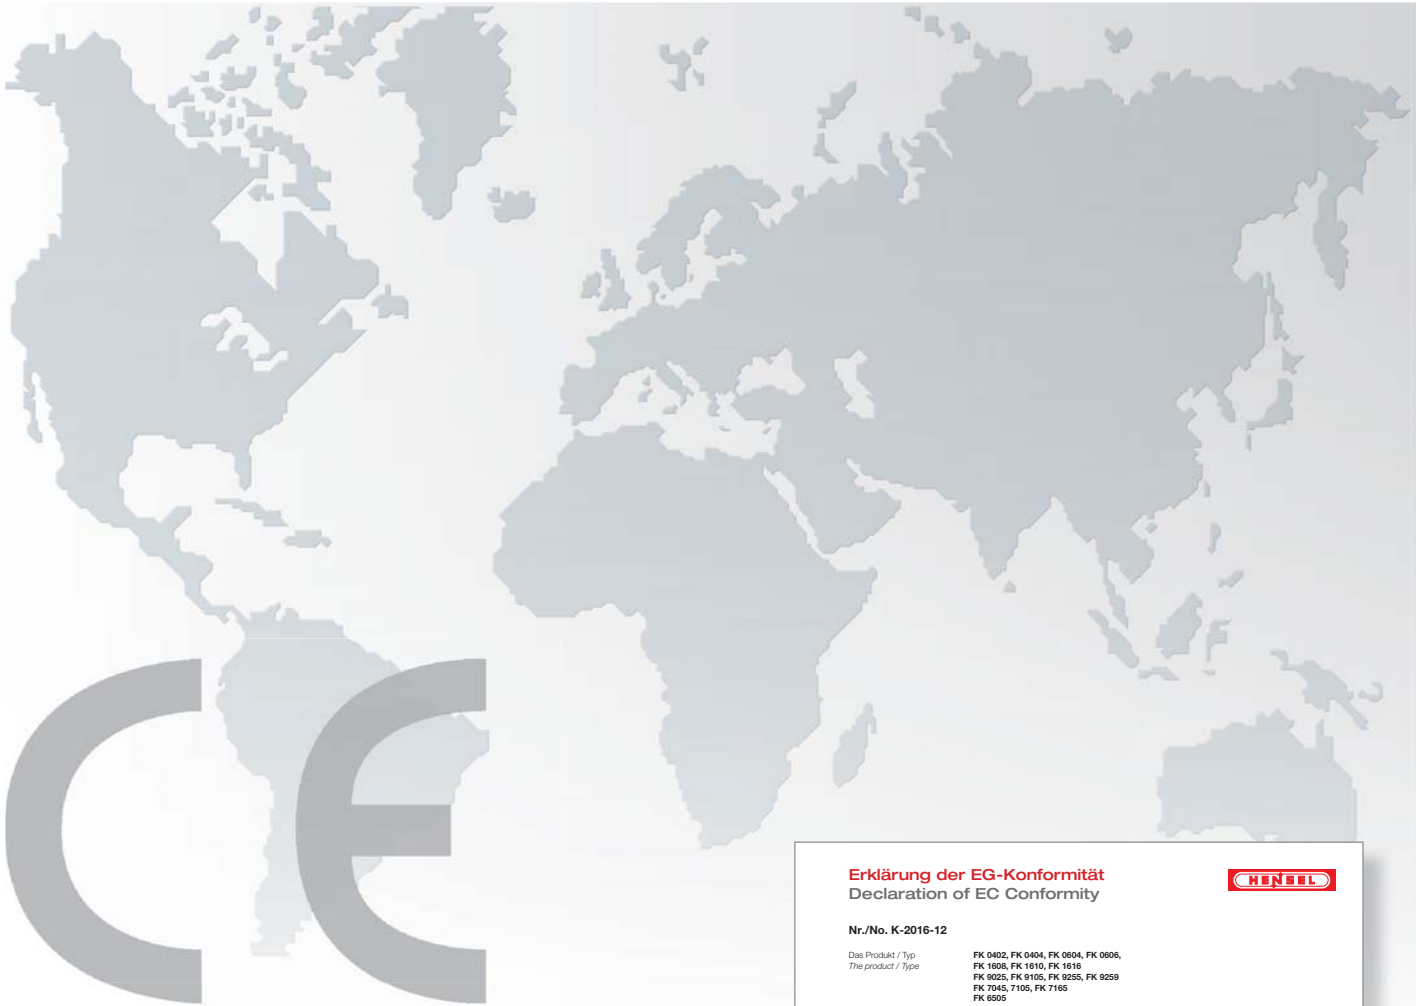 CE
Erklärung der EG-Konformität
HENSEL
Declaration of EC Conformity
Nr./No. K-2016-12
Das Produkt / Typ
The product / Type
FK 0402, FK 0404, FK 0604, FK 0606,
FK 1608, FK 1610, FK 1616
FK 9025, FK 9105, FK 9255, FK 9259
FK 7045, 7105, FK 7165
FK 6505